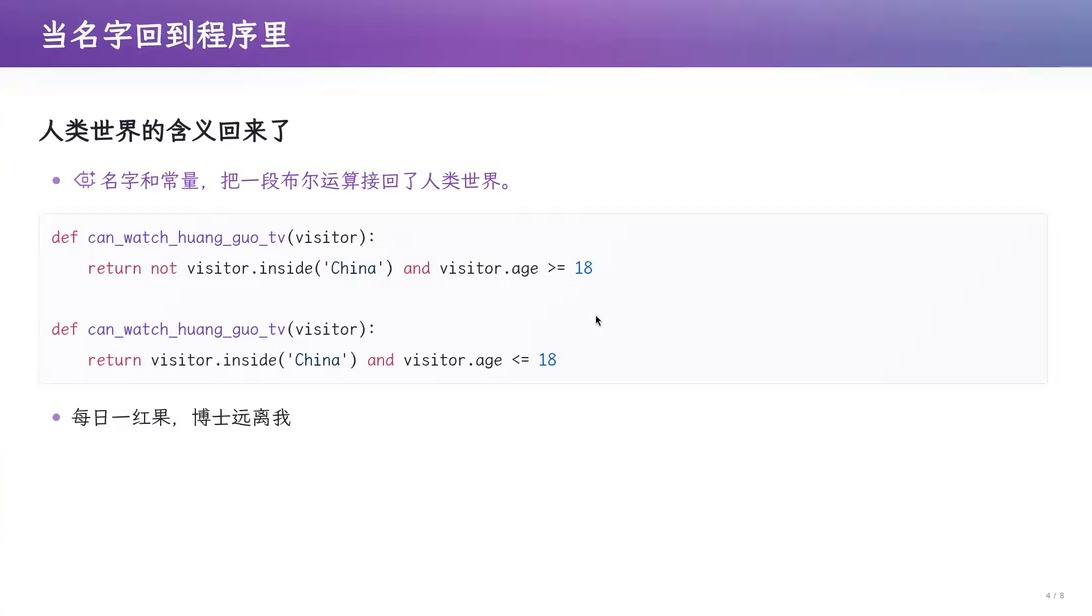 当名字回到程序里
人类世界的含义回来了
名字和常量，把一段布尔运算接回了人类世界。
def can_watch_huang_guo_tv(visitor):
    return not visitor.inside('China') and visitor.age >= 18
def can_watch_huang_guo_tv(visitor):
    return visitor.inside('China') and visitor.age <= 18
每日一红果，博士远离我
4 / 8